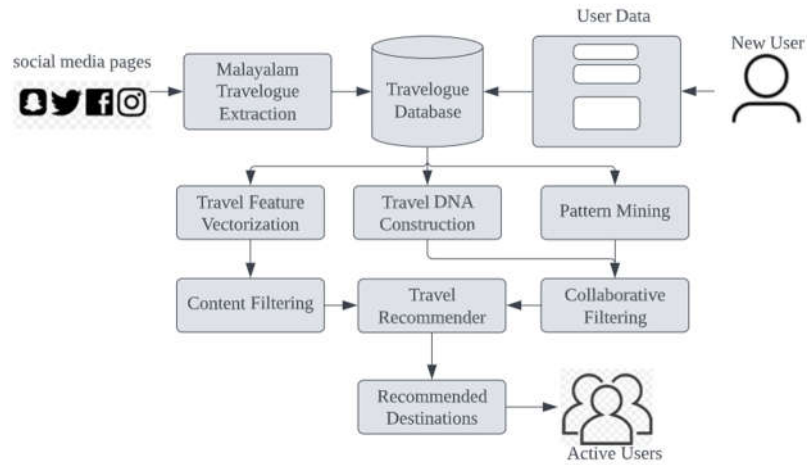 User Data
New User
social media pages
Malayalam
Travelogue
Extraction
Travelogue
Database
Travel Feature
Vectorization
Travel DNA
Construction
Pattern Mining
Content Filtering
Travel
Recommender
Collaborative
Filtering
Recommended
Destinations
Active Users